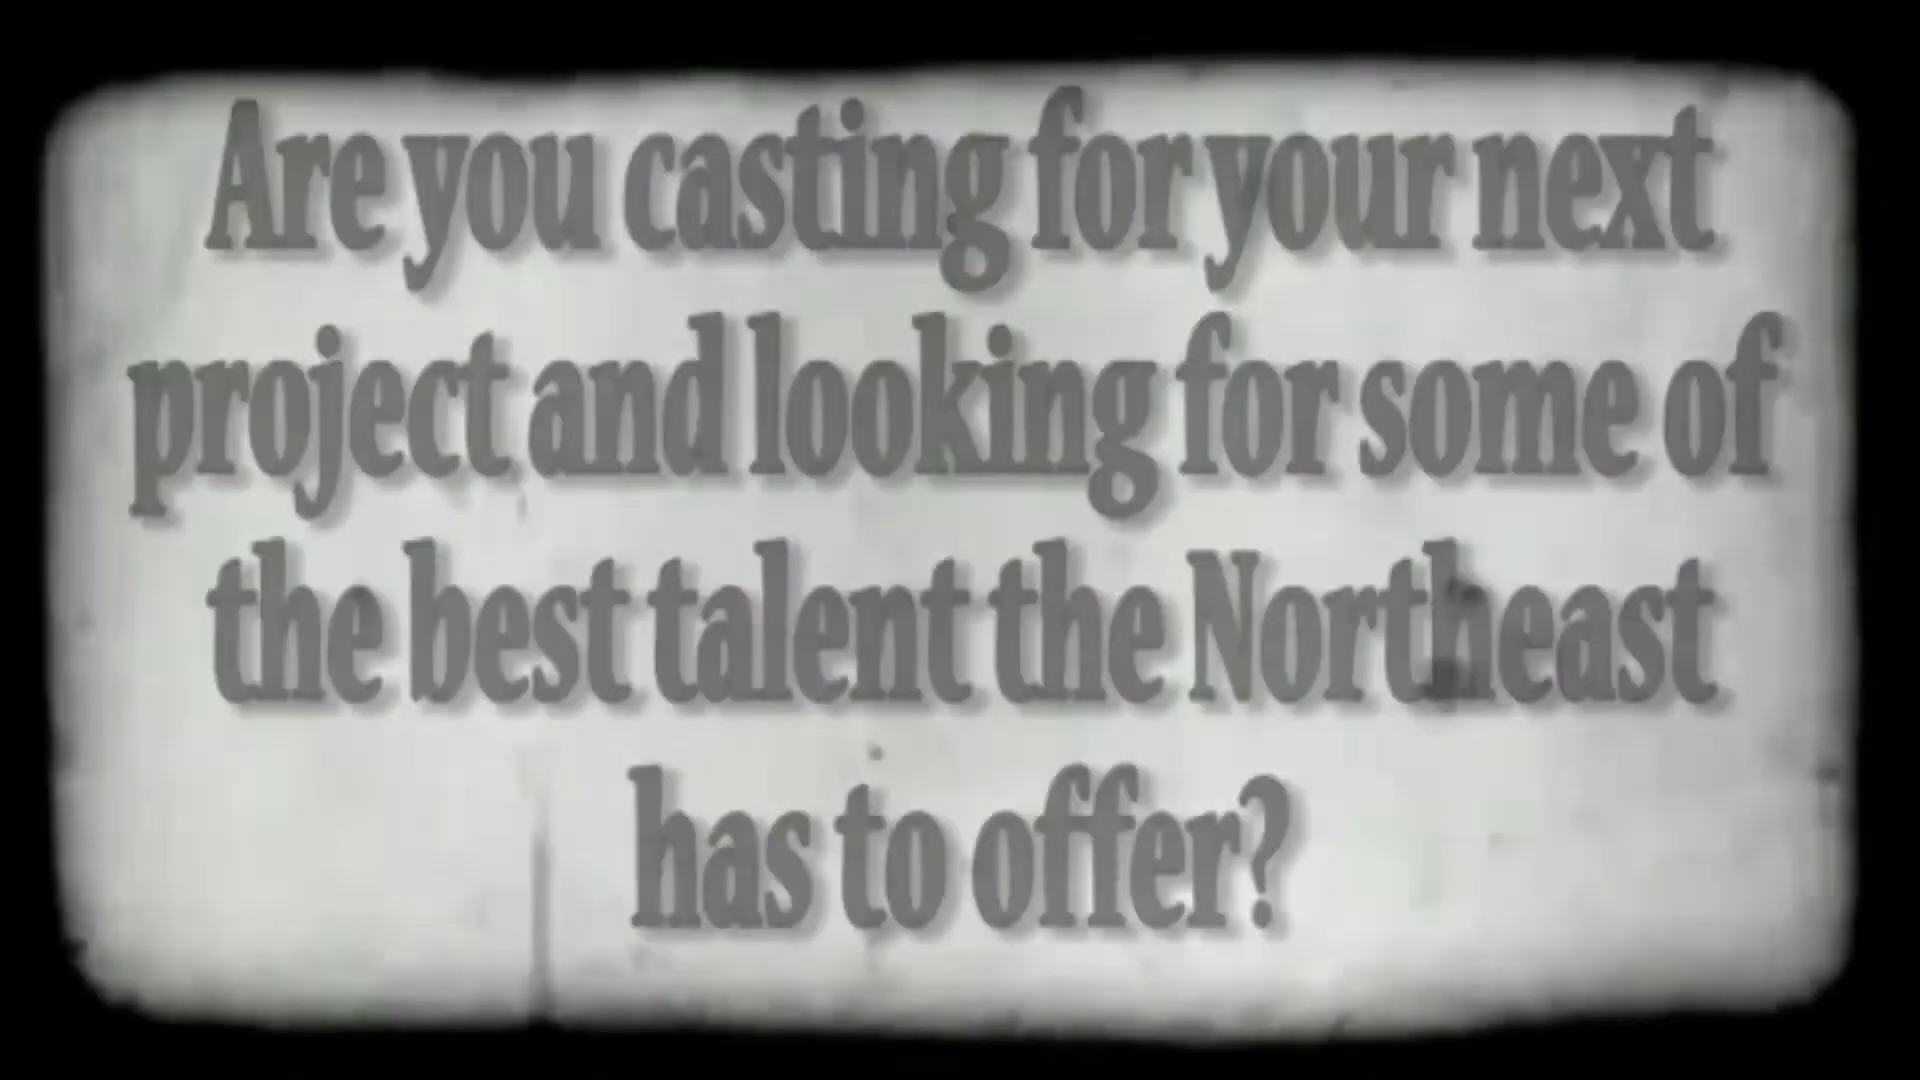 Are you casting for your next
project and looking for some of
the best talent the Northeast
has to offer?